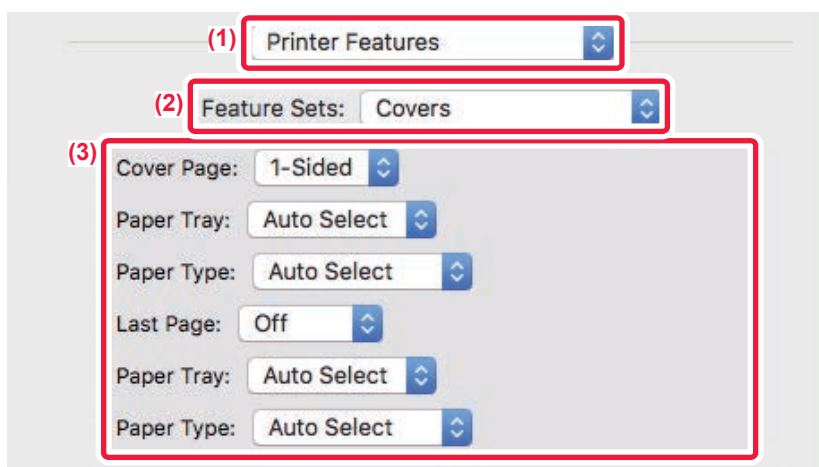 (1) Printer Features
(2) Feature Sets: Covers
(3)
Cover Page: 1-Sided
Paper Tray: Auto Select
Paper Type: Auto Select
Last Page: Off
Paper Tray: Auto Select
Paper Type: Auto Select